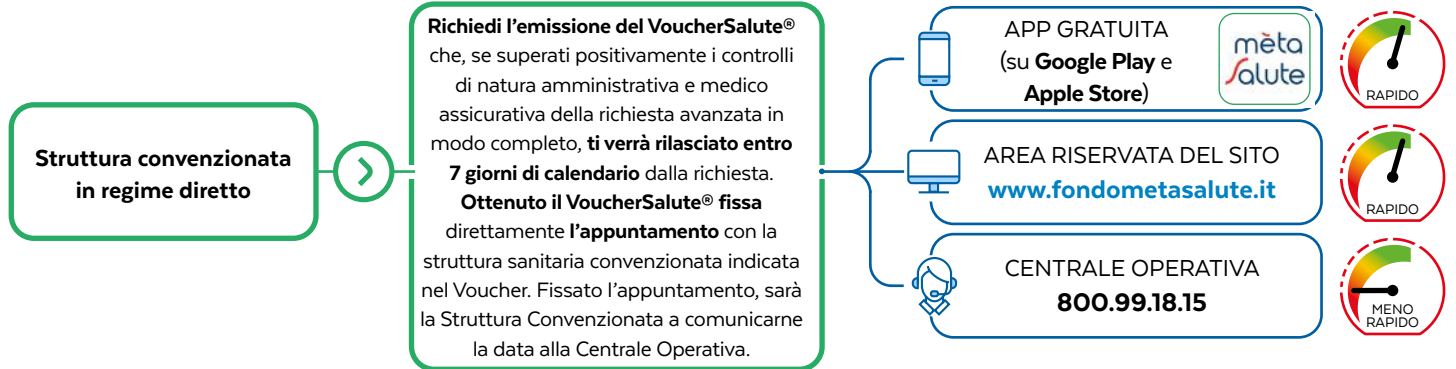 Struttura convenzionata
in regime diretto
Richiedi l'emissione del VoucherSalute®
che, se superati positivamente i controlli
di natura amministrativa e medico
assicurativa della richiesta avanzata in
modo completo, ti verrà rilasciato entro
7 giorni di calendario dalla richiesta.
Ottenuto il VoucherSalute® fissa
direttamente l'appuntamento con la
struttura sanitaria convenzionata indicata
nel Voucher. Fissato l'appuntamento, sarà
la Struttura Convenzionata a comunicarne
la data alla Centrale Operativa.
APP GRATUITA
(su Google Play e
Apple Store)
mèta
Salute
RAPIDO
AREA RISERVATA DEL SITO
www.fondometasalute.it
RAPIDO
CENTRALE OPERATIVA
800.99.18.15
MENO
RAPIDO